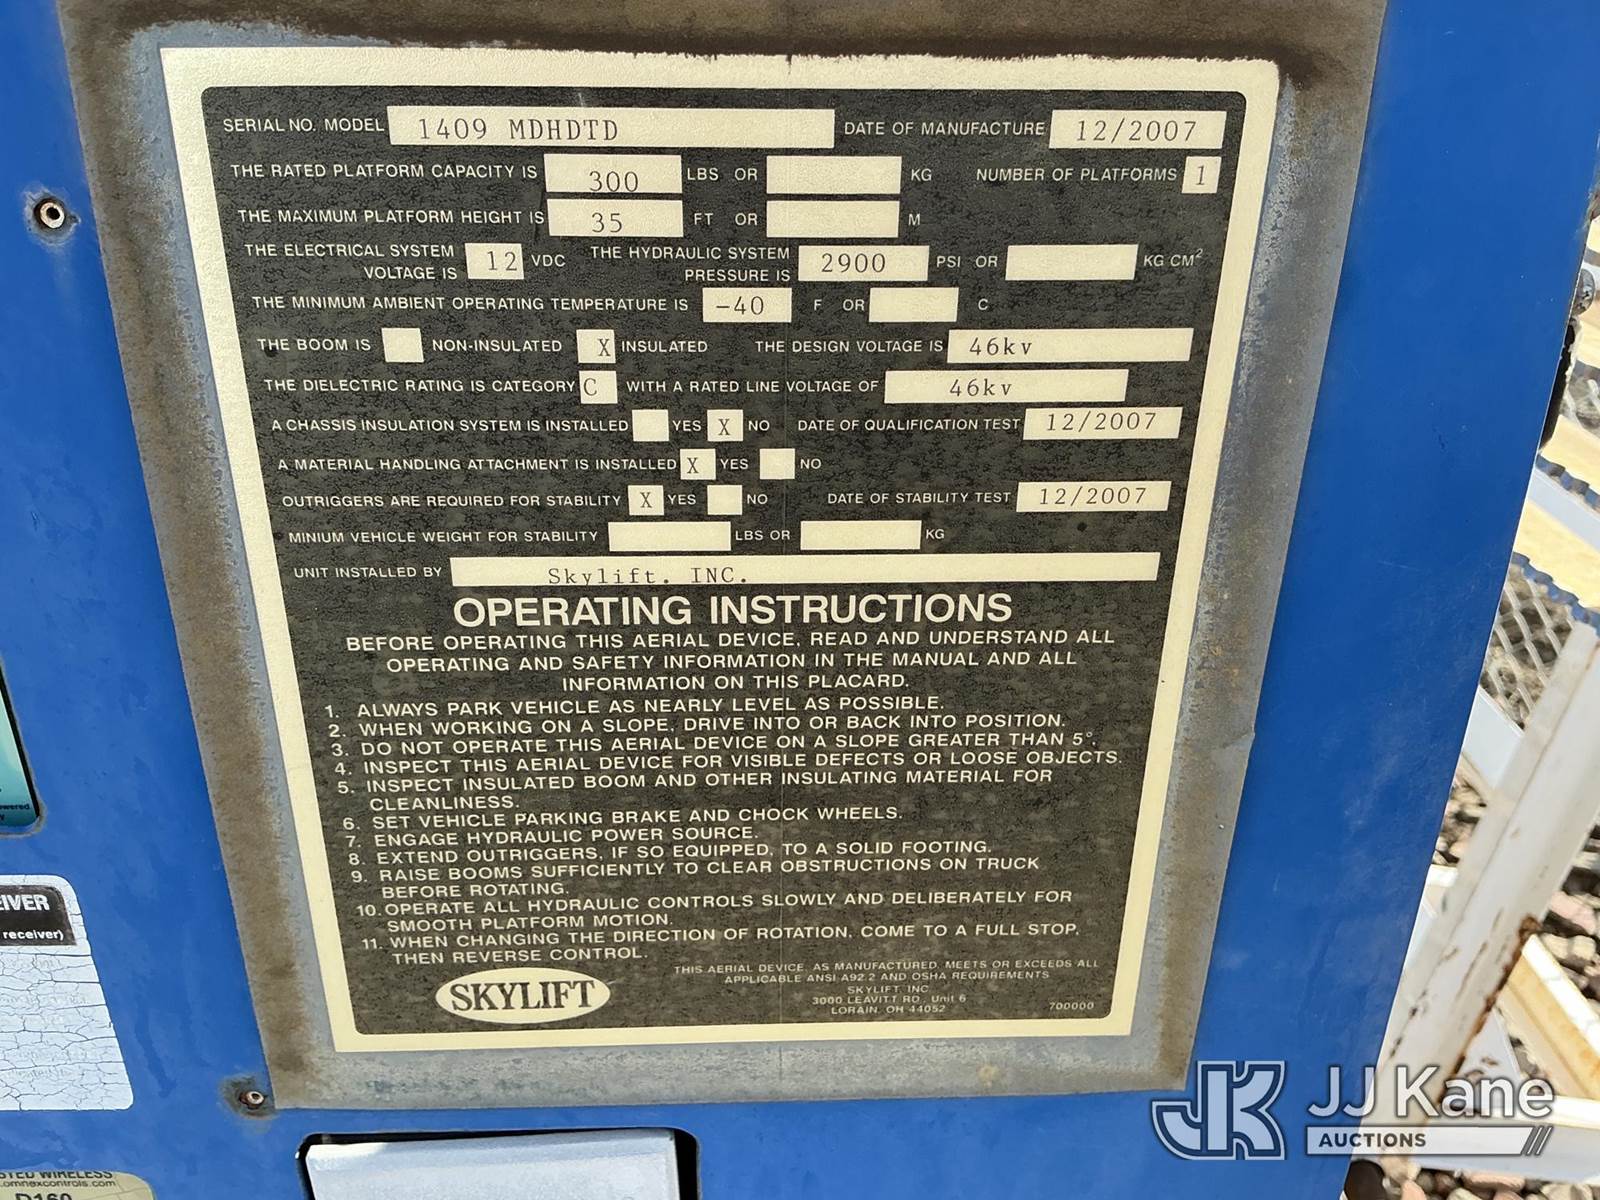 SERIAL NO. MODEL 1409 MDHDTD DATE OF MANUFACTURE 12/2007
THE RATED PLATFORM CAPACITY IS 300 LBS OR KG NUMBER OF PLATFORMS 1
THE MAXIMUM PLATFORM HEIGHT IS 35 FT OR M
THE ELECTRICAL SYSTEM VOLTAGE IS 12 VDC THE HYDRAULIC SYSTEM PRESSURE IS 2900 PSI OR KG CM²
THE MINIMUM AMBIENT OPERATING TEMPERATURE IS -40 F OR C
THE BOOM IS NON-INSULATED X INSULATED THE DESIGN VOLTAGE IS 46kv
THE DIELECTRIC RATING IS CATEGORY C WITH A RATED LINE VOLTAGE OF 46kv
A CHASSIS INSULATION SYSTEM IS INSTALLED YES X NO DATE OF QUALIFICATION TEST 12/2007
A MATERIAL HANDLING ATTACHMENT IS INSTALLED X YES NO
OUTRIGGERS ARE REQUIRED FOR STABILITY X YES NO DATE OF STABILITY TEST 12/2007
MINIUM VEHICLE WEIGHT FOR STABILITY LBS OR KG
UNIT INSTALLED BY Skylift. INC.
OPERATING INSTRUCTIONS
BEFORE OPERATING THIS AERIAL DEVICE, READ AND UNDERSTAND ALL
OPERATING AND SAFETY INFORMATION IN THE MANUAL AND ALL
INFORMATION ON THIS PLACARD.
1. ALWAYS PARK VEHICLE AS NEARLY LEVEL AS POSSIBLE.
2. WHEN WORKING ON A SLOPE, DRIVE INTO OR BACK INTO POSITION.
3. DO NOT OPERATE THIS AERIAL DEVICE ON A SLOPE GREATER THAN 5°.
4. INSPECT THIS AERIAL DEVICE FOR VISIBLE DEFECTS OR LOOSE OBJECTS.
5. INSPECT INSULATED BOOM AND OTHER INSULATING MATERIAL FOR
CLEANLINESS.
6. SET VEHICLE PARKING BRAKE AND CHOCK WHEELS.
7. ENGAGE HYDRAULIC POWER SOURCE.
8. EXTEND OUTRIGGERS, IF SO EQUIPPED, TO A SOLID FOOTING.
9. RAISE BOOMS SUFFICIENTLY TO CLEAR OBSTRUCTIONS ON TRUCK
BEFORE ROTATING.
10. OPERATE ALL HYDRAULIC CONTROLS SLOWLY AND DELIBERATELY FOR
SMOOTH PLATFORM MOTION.
11. WHEN CHANGING THE DIRECTION OF ROTATION, COME TO A FULL STOP,
THEN REVERSE CONTROL.
SKYLIFT
THIS AERIAL DEVICE, AS MANUFACTURED, MEETS OR EXCEEDS ALL
APPLICABLE ANSI A92.2 AND OSHA REQUIREMENTS
SKYLIFT, INC.
3000 LEAVITT RD., Unit 6
LORAIN, OH 44052
700000
EIVER
receiver)
WIRELESS
.omnexcontrols.com
D160
JK JJ Kane
AUCTIONS